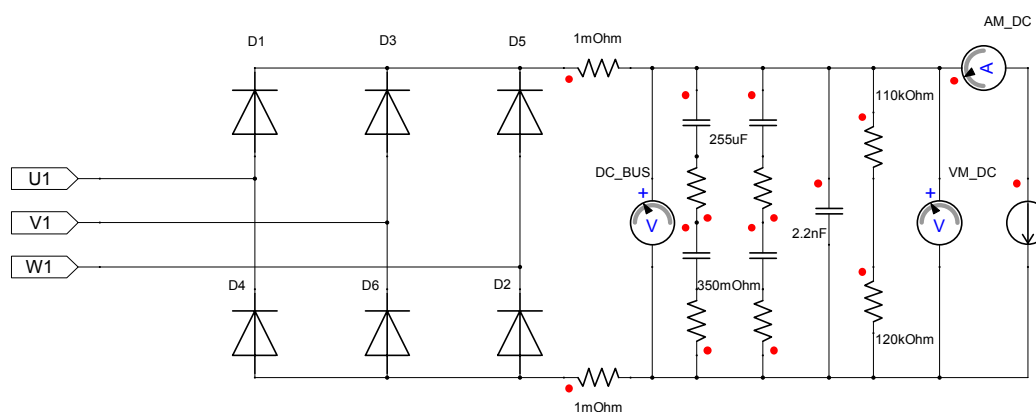 AM_DC
D1
D3
D5
1mOhm
A
110kOhm
255uF
U1
DC_BUS
VM_DC
+
+
V1
V
2.2nF
V
W1
D4
D6
D2
350mOhm
120kOhm
1mOhm